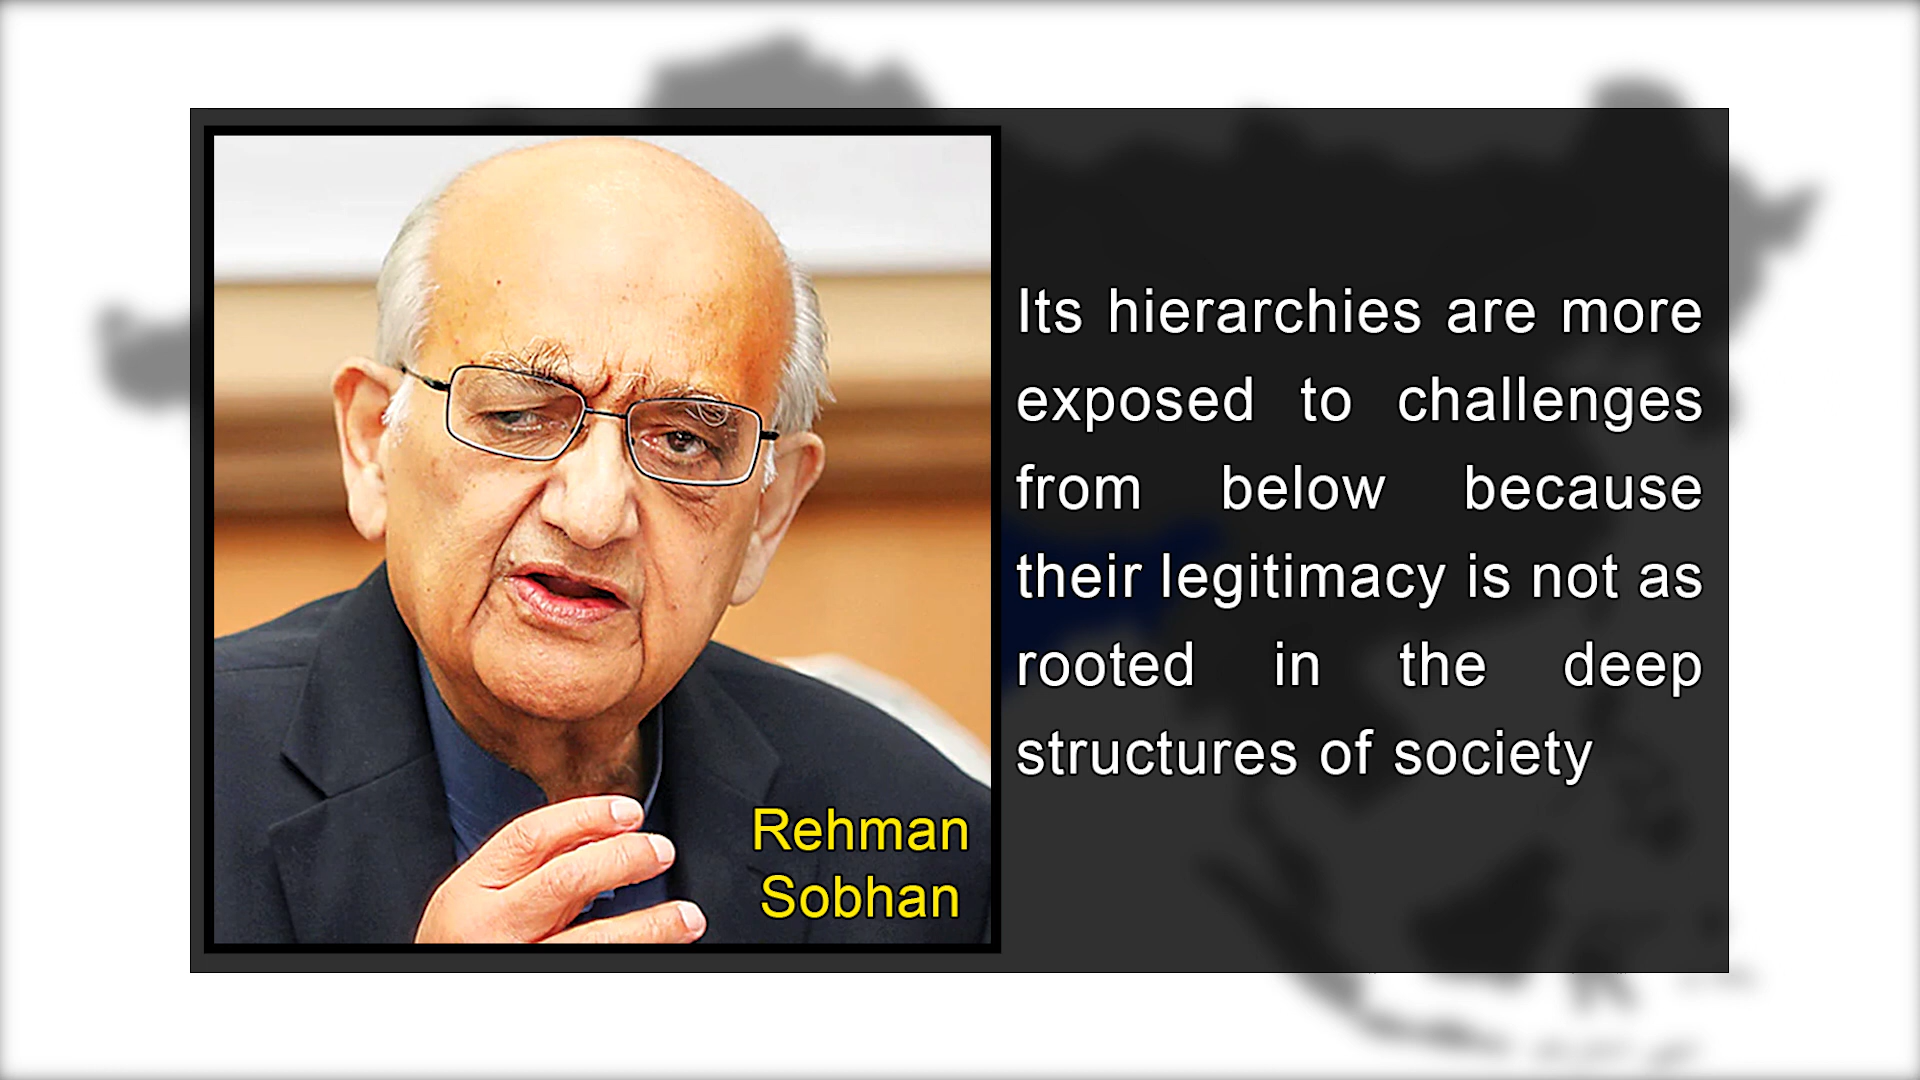 Its hierarchies are more
exposed to challenges
from below because
their legitimacy is not as
rooted in the deep
structures of society
Rehman
Sobhan